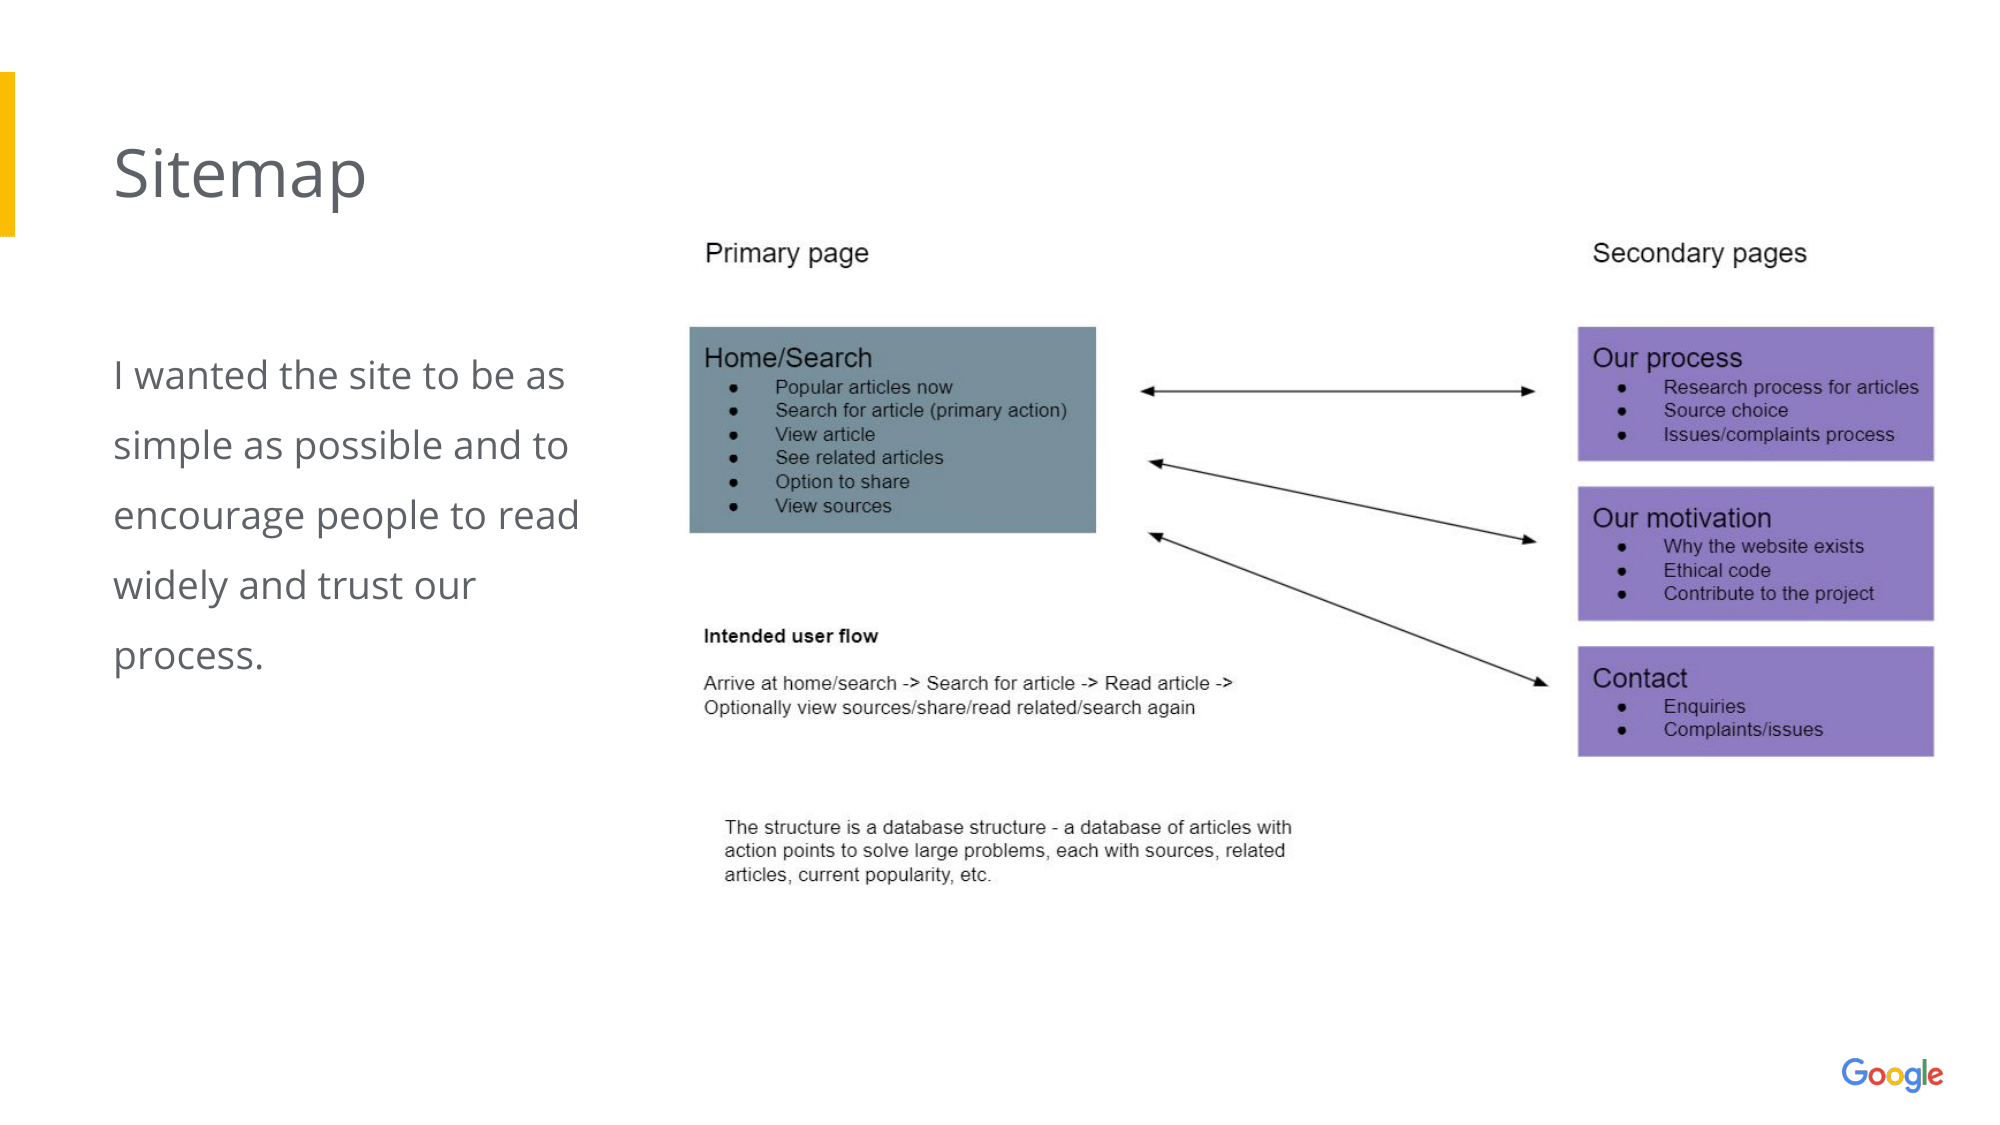 Sitemap
I wanted the site to be as
simple as possible and to
encourage people to read
widely and trust our
process.
Primary page
Home/Search
● Popular articles now
● Search for article (primary action)
● View article
● See related articles
● Option to share
● View sources
Intended user flow
Arrive at home/search -> Search for article -> Read article ->
Optionally view sources/share/read related/search again
The structure is a database structure - a database of articles with
action points to solve large problems, each with sources, related
articles, current popularity, etc.
Secondary pages
Our process
● Research process for articles
● Source choice
● Issues/complaints process
Our motivation
● Why the website exists
● Ethical code
● Contribute to the project
Contact
● Enquiries
● Complaints/issues
Google